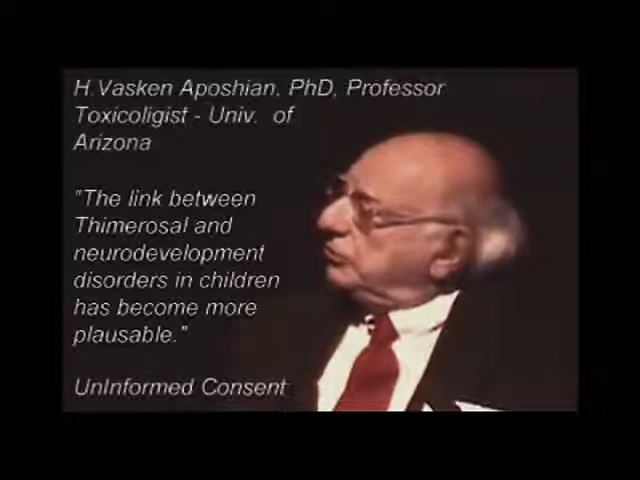 H.Vasken Aposhian, PhD, Professor
Toxicoligist - Univ. of
Arizona
"The link between
Thimerosal and
neurodevelopment
disorders in children
has become more
plausable."
UnInformed Consent